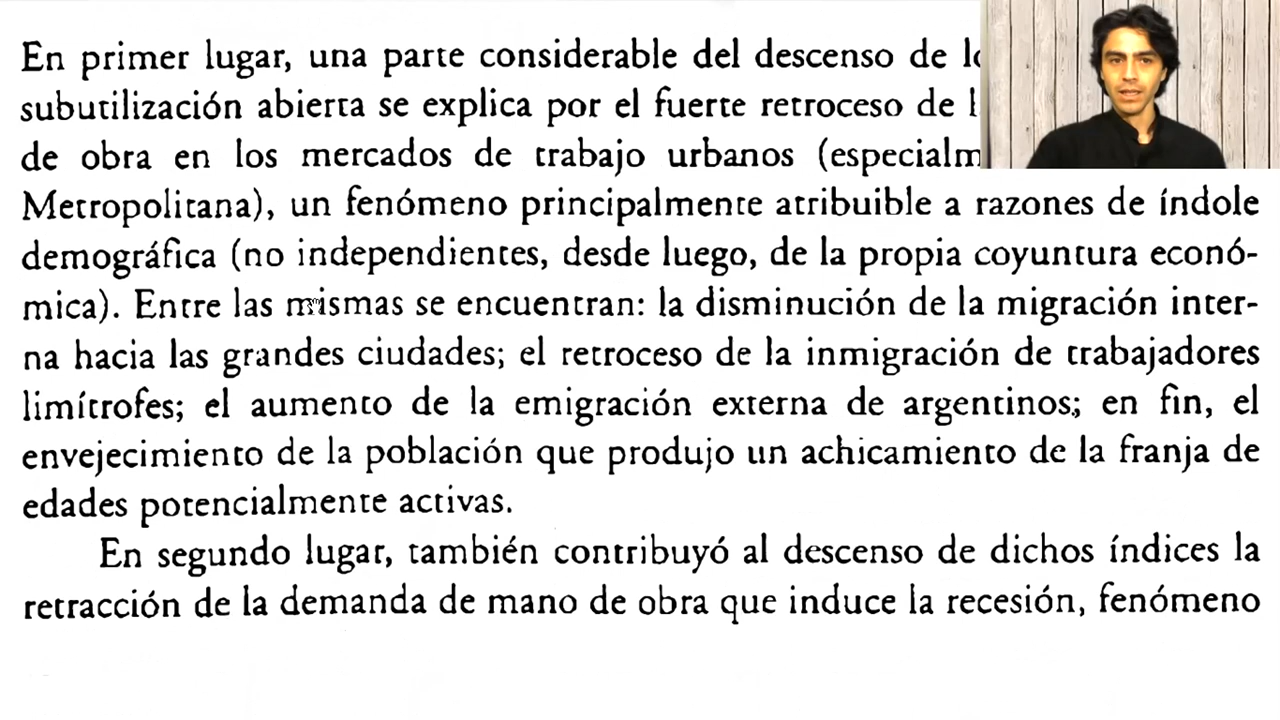 En primer lugar, una parte considerable del descenso de
subutilización abierta se explica por el fuerte retroceso de
de obra en los mercados de trabajo urbanos
Metropolitana), un fenómeno principalmente atribuible a razones de índole
demográfica (no independientes, desde luego, de la propia coyuntura econó-
mica). Entre las mismas se encuentran: la disminución de la migración inter-
na hacia las grandes ciudades; el retroceso de la inmigración de trabajadores
limítrofes; el aumento de la emigración externa de argentinos; en fin, el
envejecimiento de la población que produjo un achicamiento de la franja de
edades potencialmente activas.
En segundo lugar, también contribuyó al descenso de dichos índices la
retracción de la demanda de mano de obra que induce la recesión, fenómeno